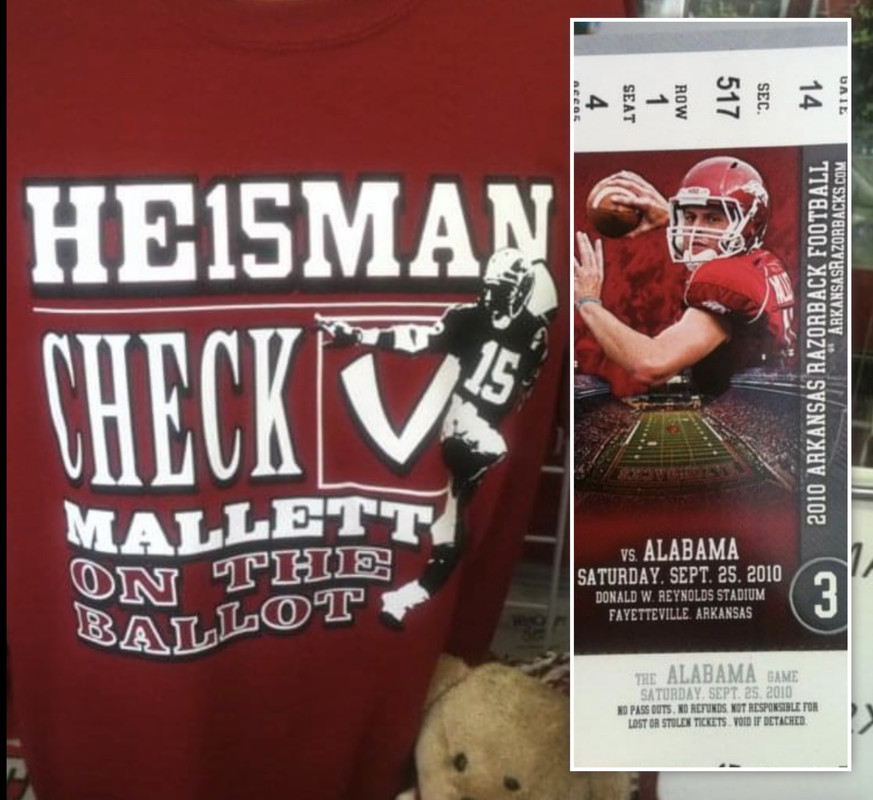 HE15MAN
CHECK
15
MALLETT
ON THE
BALLOT
GATE
14
SEC.
517
ROW
1
SEAT
4
2010 ARKANSAS RAZORBACK FOOTBALL
ARKANSASRAZORBACKS.COM
VS. ALABAMA
SATURDAY, SEPT. 25, 2010
DONALD W. REYNOLDS STADIUM
FAYETTEVILLE, ARKANSAS
3
THE ALABAMA GAME
SATURDAY, SEPT. 25, 2010
NO PASS OUTS. NO REFUNDS. NOT RESPONSIBLE FOR
LOST OR STOLEN TICKETS. VOID IF DETACHED.